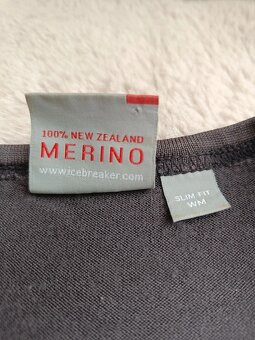 100% NEW ZEALAND
MERINO
www.icebreaker.com
SLIM FIT
WM